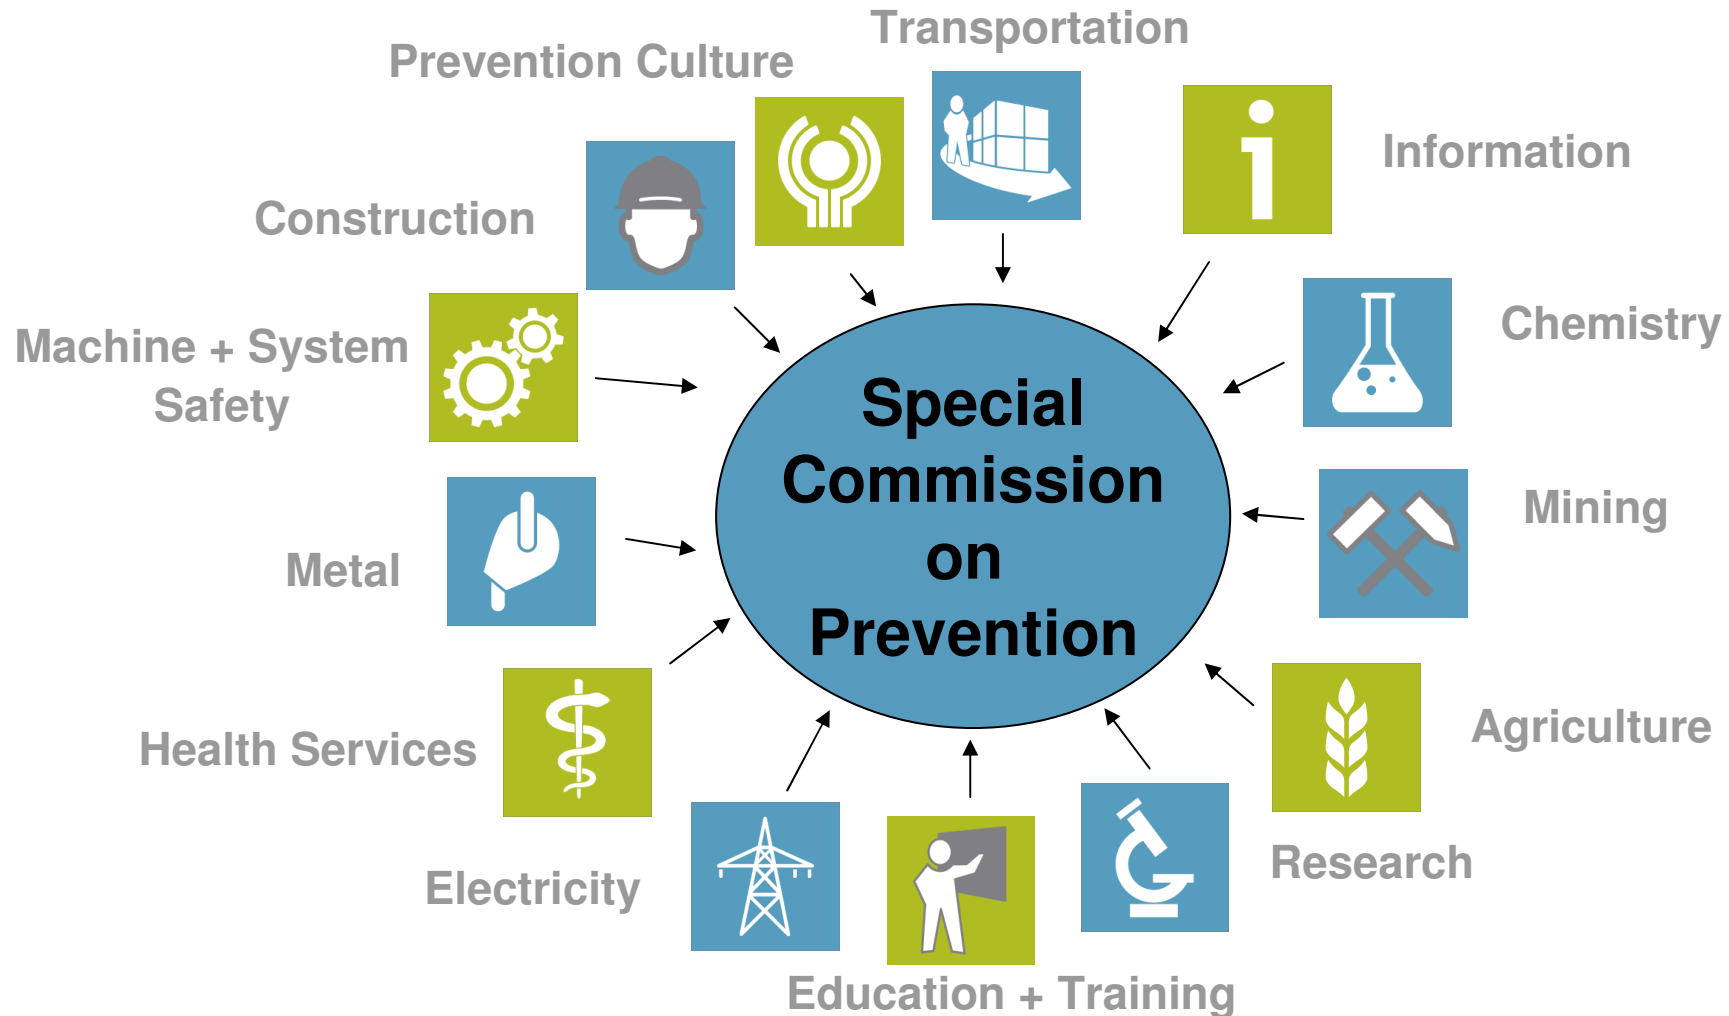 Transportation
Prevention Culture
Information
Construction
Chemistry
Machine + System
Safety
Special
Commission
on
Prevention
Mining
Metal
Agriculture
Health Services
Research
Electricity
Education + Training